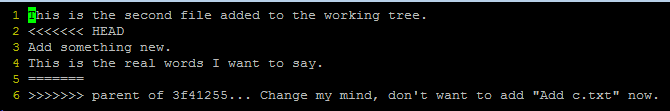 1 This is the second file added to the working tree.
2 <<<<<<< HEAD
3 Add something new.
4 This is the real words I want to say.
5 =======
6 >>>>>>> parent of 3f41255... Change my mind, don't want to add "Add c.txt" now.